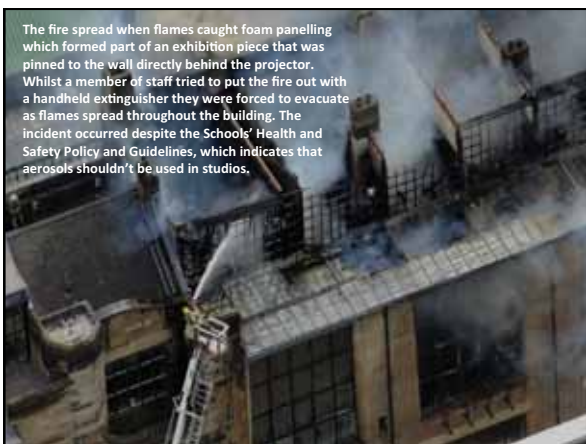 The fire spread when flames caught foam panelling
which formed part of an exhibition piece that was
pinned to the wall directly behind the projector.
Whilst a member of staff tried to put the fire out with
a handheld extinguisher they were forced to evacuate
as flames spread throughout the building. The
incident occurred despite the Schools’ Health and
Safety Policy and Guidelines, which indicates that
aerosols shouldn’t be used in studios.